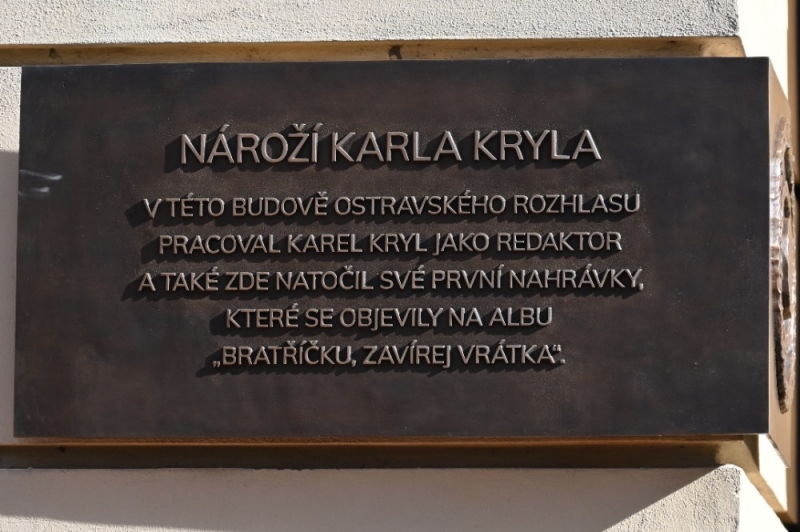 NÁROŽÍ KARLA KRYLA
V TÉTO BUDOVĚ OSTRAVSKÉHO ROZHLASU
PRACOVAL KAREL KRYL JAKO REDAKTOR
A TAKÉ ZDE NATOČIL SVÉ PRVNÍ NAHRÁVKY,
KTERÉ SE OBJEVILY NA ALBU
„BRATŘÍČKU, ZAVÍREJ VRÁTKA“.